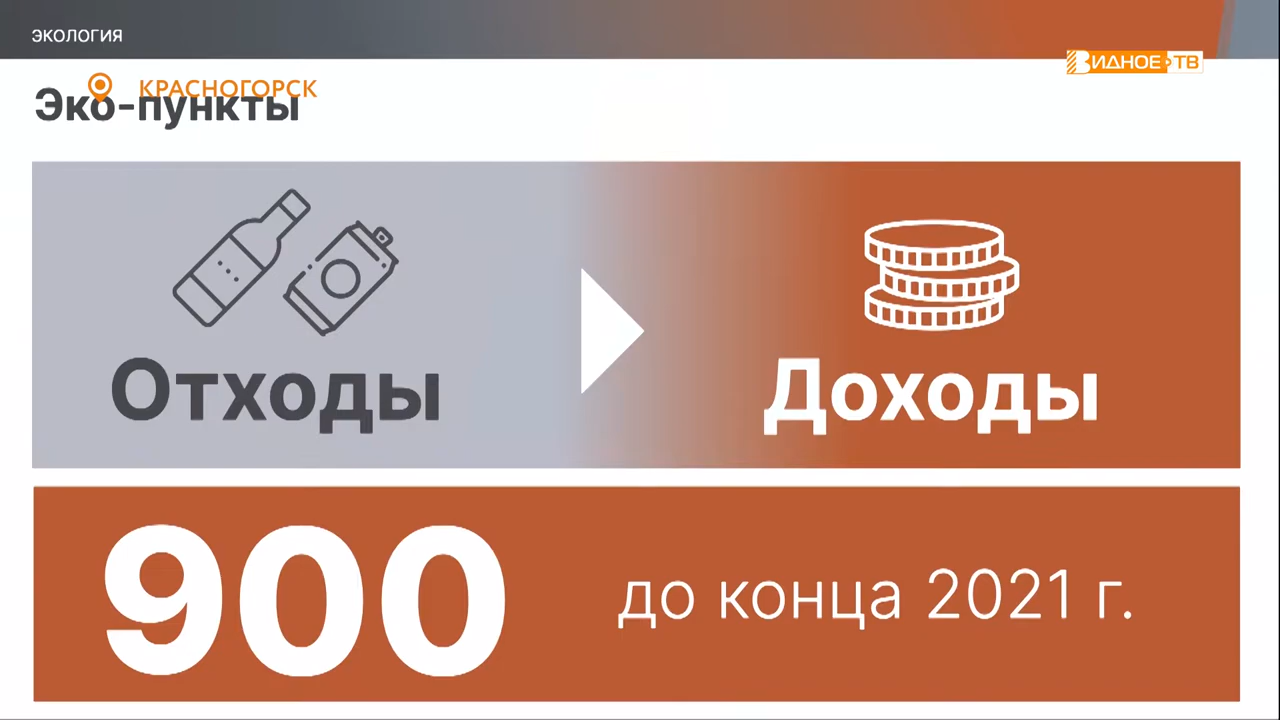 ЭКОЛОГИЯ
ВИДНОЕ ТВ
КРАСНОГОРСК
Эко-пункты
Отходы
Доходы
900
до конца 2021 г.